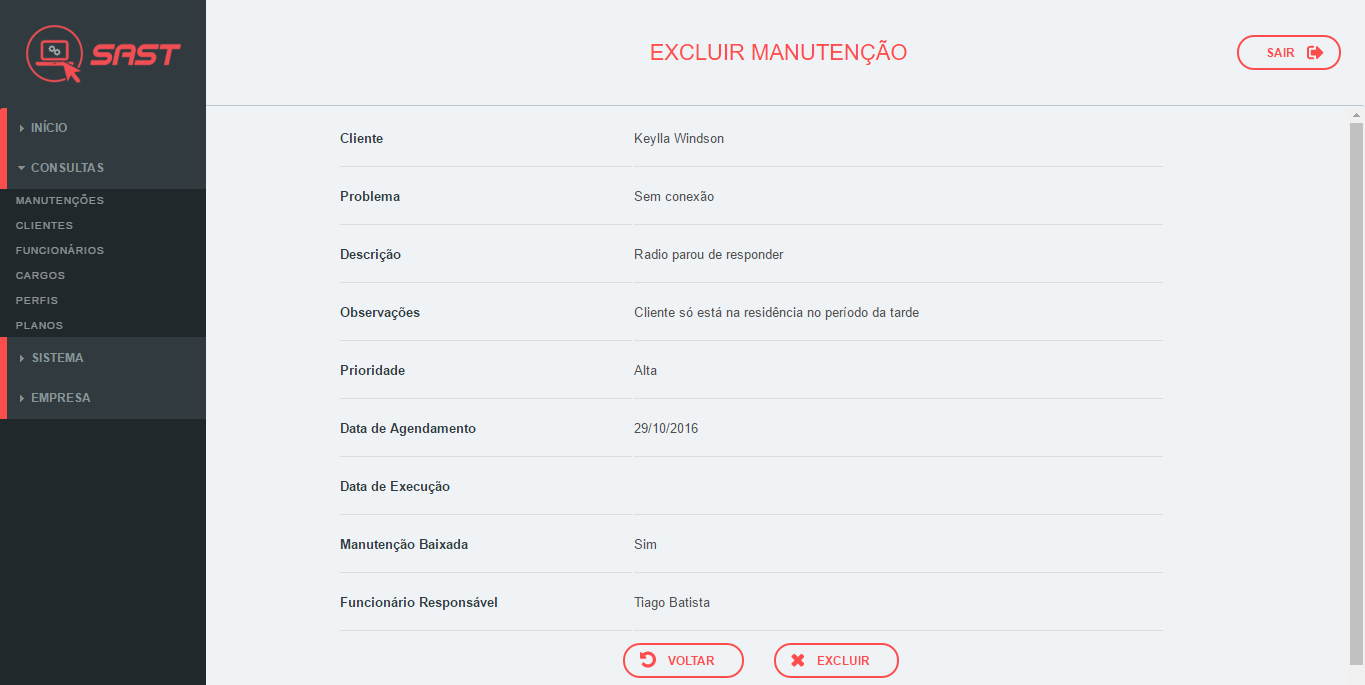 SAST
EXCLUIR MANUTENÇÃO
SAIR
INÍCIO
CONSULTAS
MANUTENÇÕES
CLIENTES
FUNCIONÁRIOS
CARGOS
PERFIS
PLANOS
SISTEMA
EMPRESA
Cliente Keylla Windson
Problema Sem conexão
Descrição Radio parou de responder
Observações Cliente só está na residência no período da tarde
Prioridade Alta
Data de Agendamento 29/10/2016
Data de Execução
Manutenção Baixada Sim
Funcionário Responsável Tiago Batista
VOLTAR EXCLUIR